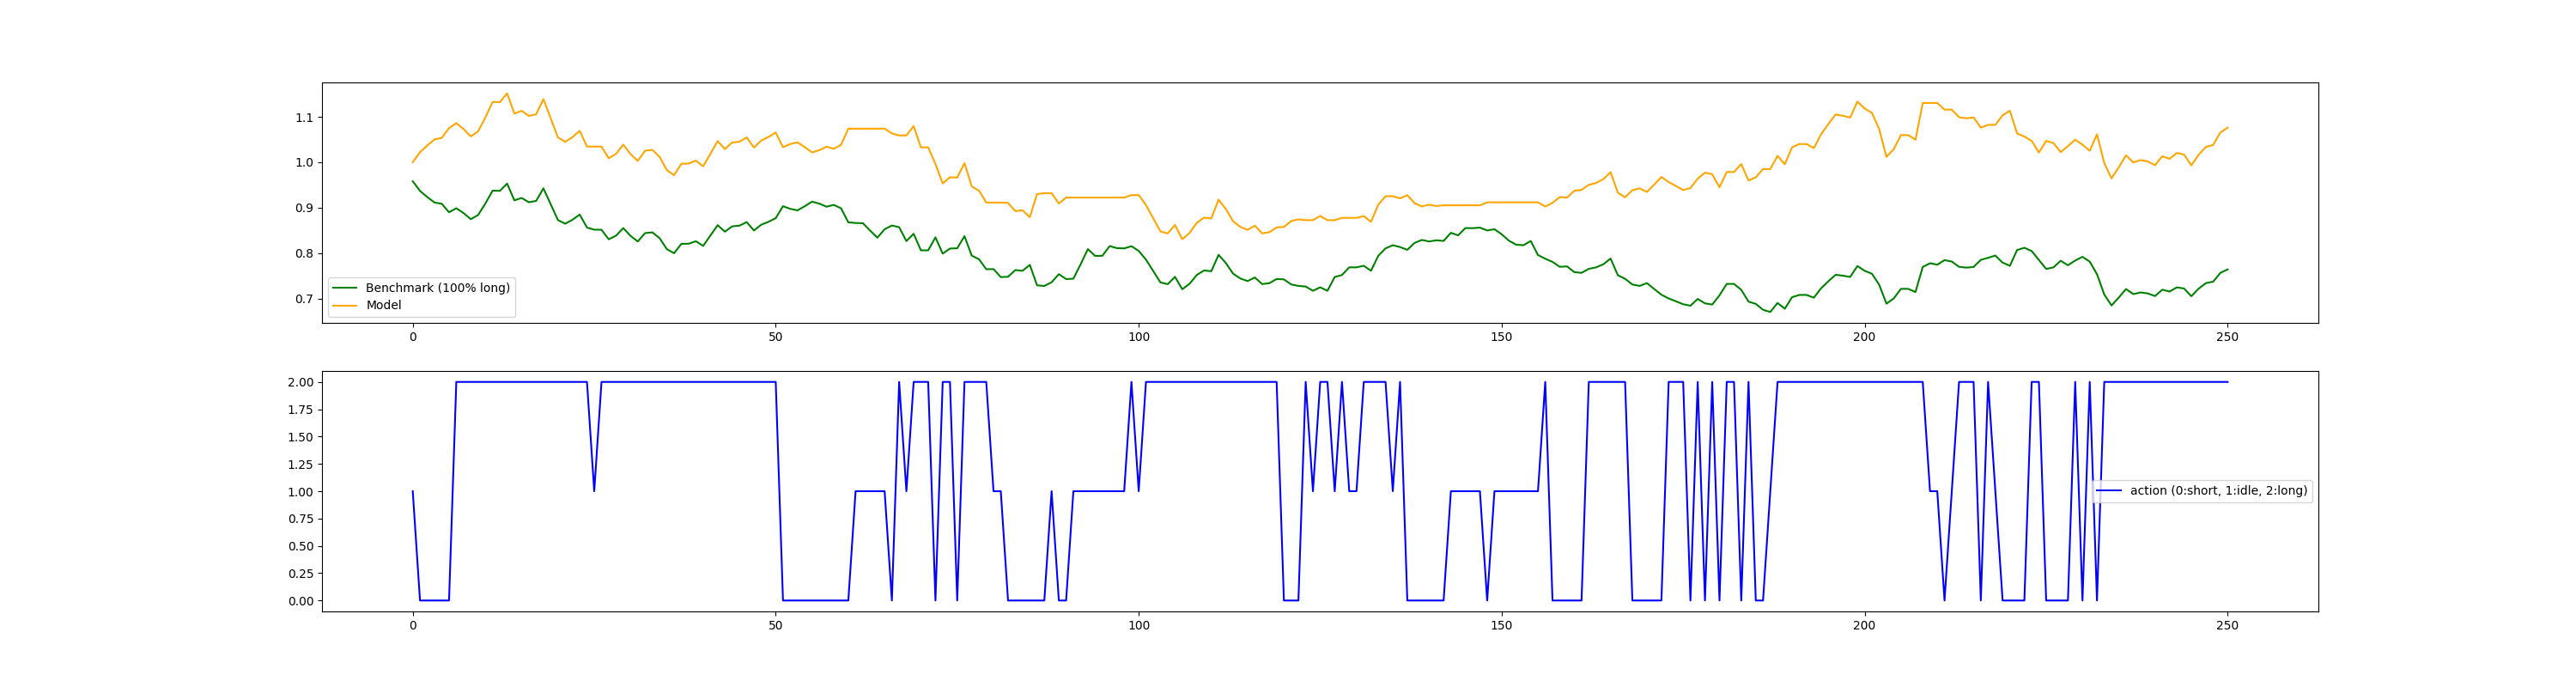 1.1
1.0
0.9
0.8
0.7
Benchmark (100% long)
Model
0 50 100 150 200 250
2.00
1.75
1.50
1.25
1.00
0.75
0.50
0.25
0.00
action (0:short, 1:idle, 2:long)
0 50 100 150 200 250